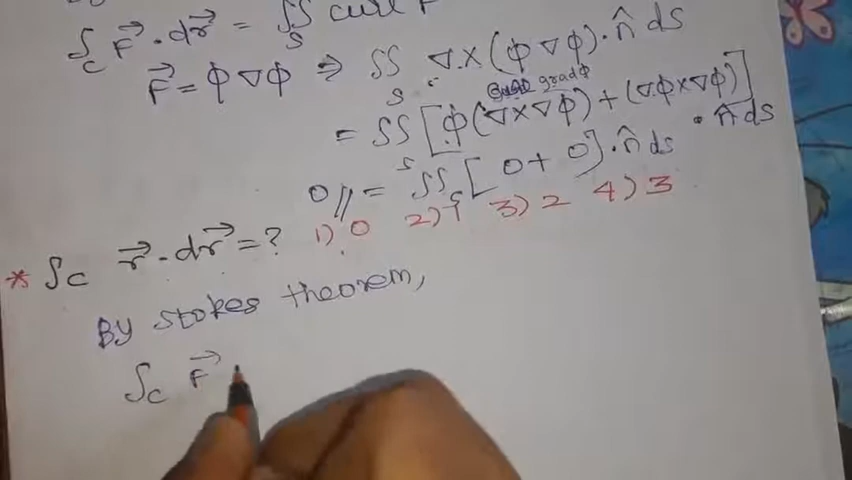 ∫c F⃗ · dr⃗ = ∬s curl F
F⃗ = φ∇φ ⇒ ∬s ∇×(φ∇φ)·n̂ ds
grad φ
= ∬s [φ(∇×∇φ) + (∇φ×∇φ)]·n̂ ds
0 // = ∬s [0 + 0]·n̂ ds
* ∫c r⃗ · dr⃗ = ? 1) 0 2) 1 3) 2 4) 3
By stokes theorem,
∫c F⃗